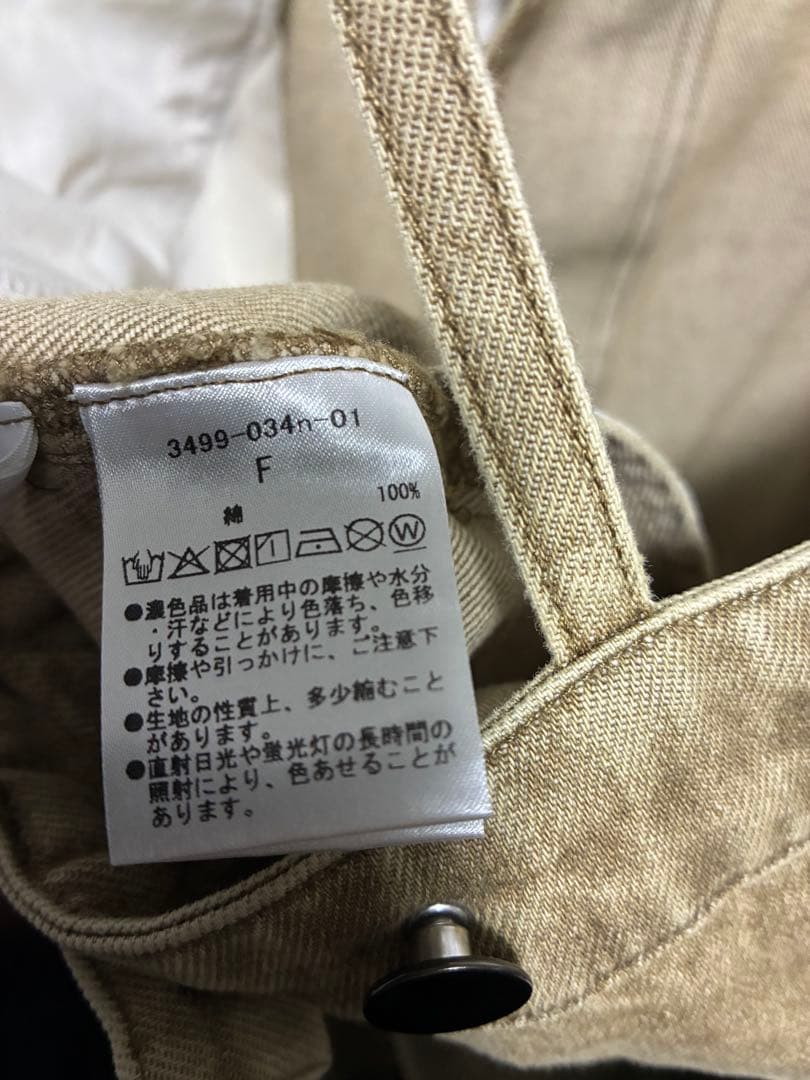 3499-034n-01
F
100%
綿
W
●濃色品は着用中の摩擦や水分
・汗などにより色落ち、色移
りすることがあります。
●摩擦や引っかけに、ご注意下
さい。
●生地の性質上、多少縮むこと
があります。
●直射日光や蛍光灯の長時間の
照射により、色あせることが
あります。